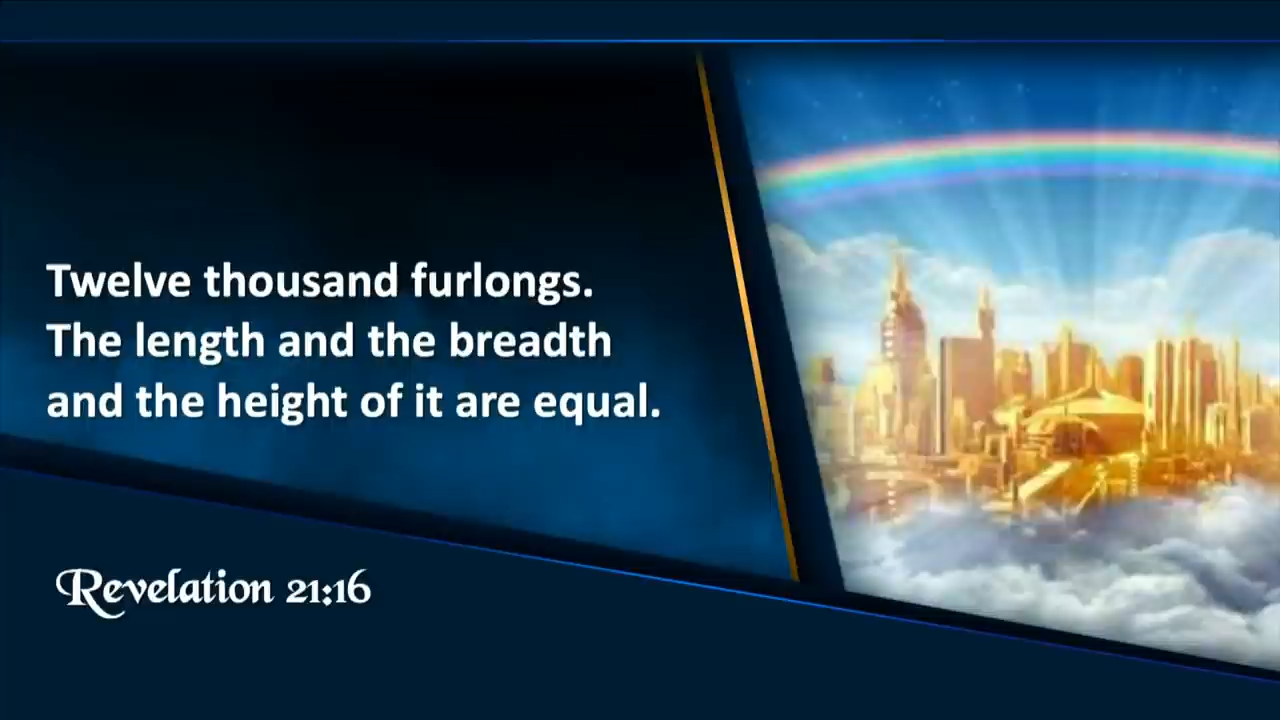 Twelve thousand furlongs.
The length and the breadth
and the height of it are equal.
Revelation 21:16